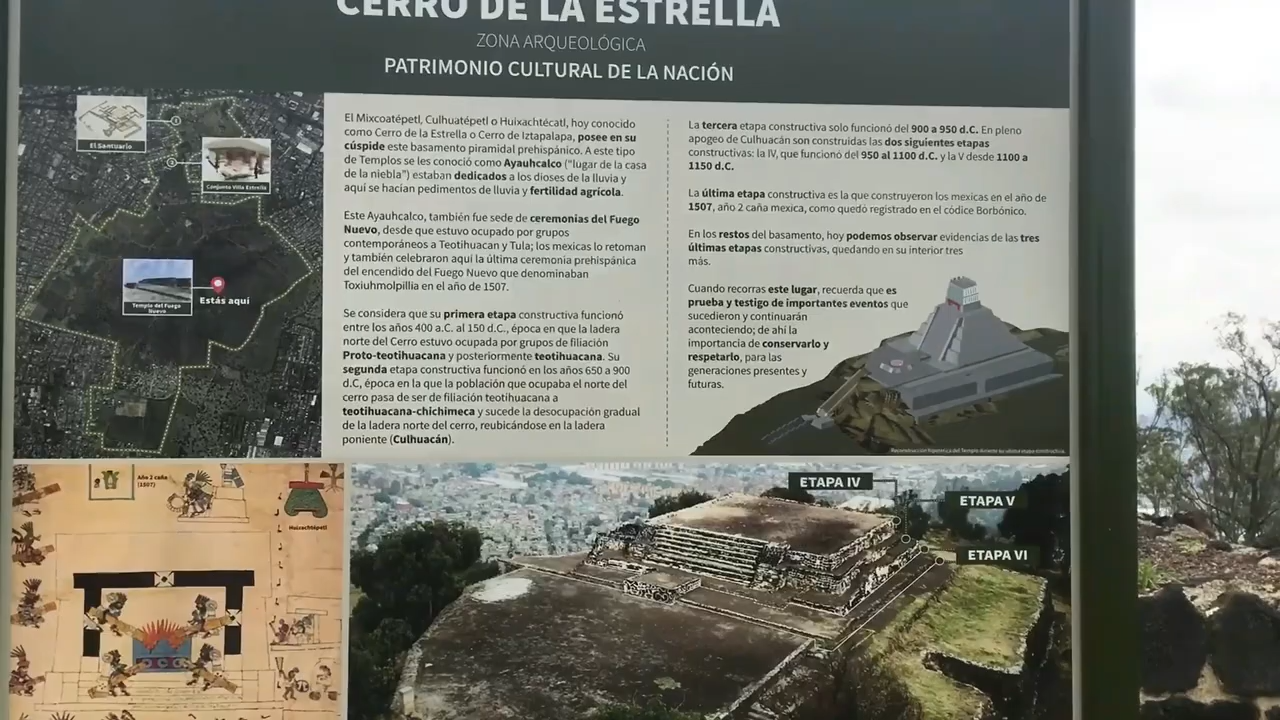 CERRO DE LA ESTRELLA
ZONA ARQUEOLÓGICA
PATRIMONIO CULTURAL DE LA NACIÓN
El Santuario
Conjunto Villa Estrella
Templo del Fuego
Nuevo
Estás aquí
El Mixcoatépetl, Culhuatépetl o Huixachtécatl, hoy conocido
como Cerro de la Estrella o Cerro de Iztapalapa, posee en su
cúspide este basamento piramidal prehispánico. A este tipo
de Templos se les conoció como Ayauhcalco ("lugar de la casa
de la niebla") estaban dedicados a los dioses de la lluvia y
aquí se hacían pedimentos de lluvia y fertilidad agrícola.
Este Ayauhcalco, también fue sede de ceremonias del Fuego
Nuevo, desde que estuvo ocupado por grupos
contemporáneos a Teotihuacan y Tula; los mexicas lo retoman
y también celebraron aquí la última ceremonia prehispánica
del encendido del Fuego Nuevo que denominaban
Toxiuhmolpillia en el año de 1507.
Se considera que su primera etapa constructiva funcionó
entre los años 400 a.C. al 150 d.C., época en que la ladera
norte del Cerro estuvo ocupada por grupos de filiación
Proto-teotihuacana y posteriormente teotihuacana. Su
segunda etapa constructiva funcionó en los años 650 a 900
d.C, época en la que la población que ocupaba el norte del
cerro pasa de ser de filiación teotihuacana a
teotihuacana-chichimeca y sucede la desocupación gradual
de la ladera norte del cerro, reubicándose en la ladera
poniente (Culhuacán).
La tercera etapa constructiva solo funcionó del 900 a 950 d.C. En pleno
apogeo de Culhuacán son construidas las dos siguientes etapas
constructivas: la IV, que funcionó del 950 al 1100 d.C. y la V desde 1100 a
1150 d.C.
La última etapa constructiva es la que construyeron los mexicas en el año de
1507, año 2 caña mexica, como quedó registrado en el códice Borbónico.
En los restos del basamento, hoy podemos observar evidencias de las tres
últimas etapas constructivas, quedando en su interior tres
más.
Cuando recorras este lugar, recuerda que es
prueba y testigo de importantes eventos que
sucedieron y continuarán
aconteciendo; de ahí la
importancia de conservarlo y
respetarlo, para las
generaciones presentes y
futuras.
Reconstrucción hipotética del Templo durante su última etapa constructiva.
Año 2 caña
(1507)
Huixachtépetl
ETAPA IV
ETAPA V
ETAPA VI